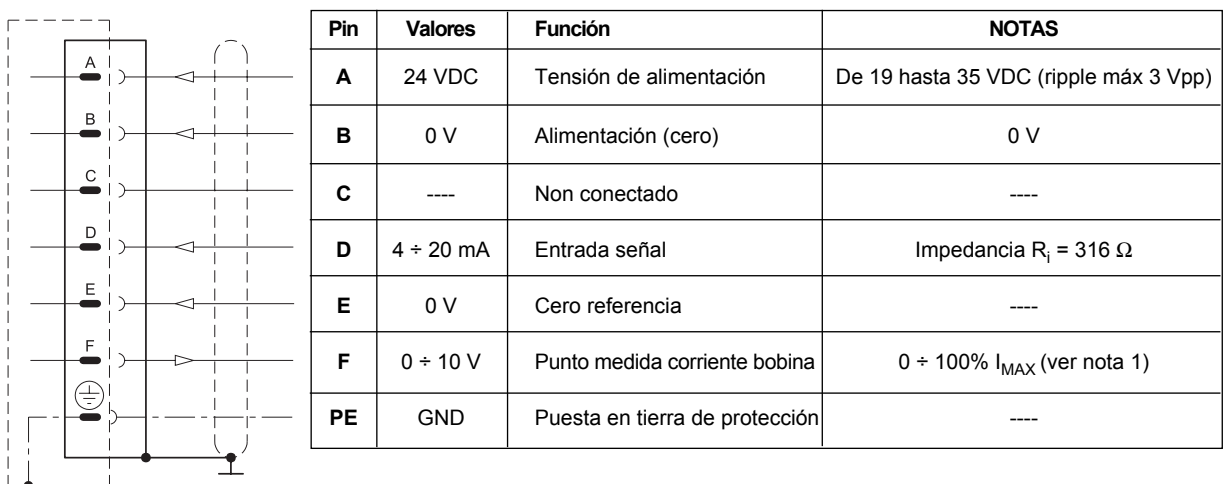 A
B
C
D
E
F
Pin Valores Función NOTAS
A 24 VDC Tensión de alimentación De 19 hasta 35 VDC (ripple máx 3 Vpp)
B 0 V Alimentación (cero) 0 V
C ---- Non conectado ----
D 4 ÷ 20 mA Entrada señal Impedancia Ri = 316 Ω
E 0 V Cero referencia ----
F 0 ÷ 10 V Punto medida corriente bobina 0 ÷ 100% IMAX (ver nota 1)
PE GND Puesta en tierra de protección ----